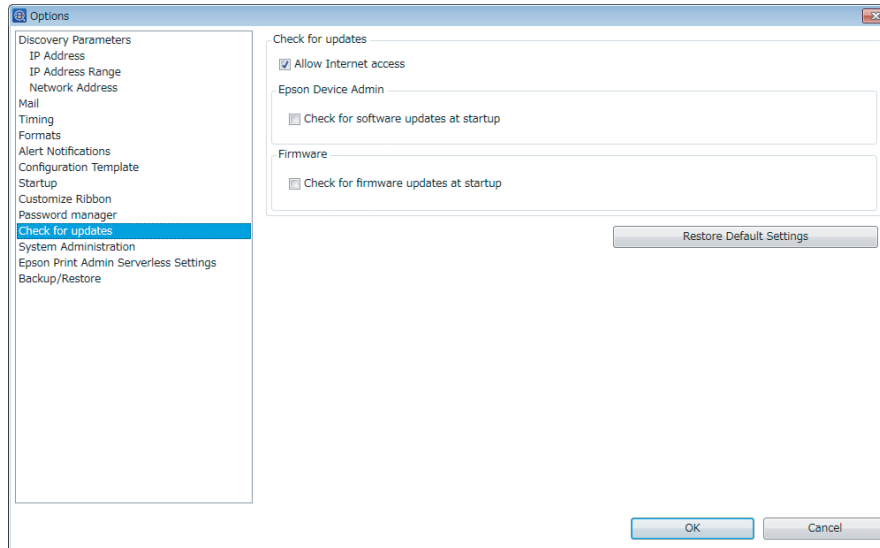 Options
Discovery Parameters
IP Address
IP Address Range
Network Address
Mail
Timing
Formats
Alert Notifications
Configuration Template
Startup
Customize Ribbon
Password manager
Check for updates
System Administration
Epson Print Admin Serverless Settings
Backup/Restore
Check for updates
Allow Internet access
Epson Device Admin
Check for software updates at startup
Firmware
Check for firmware updates at startup
Restore Default Settings
OK
Cancel